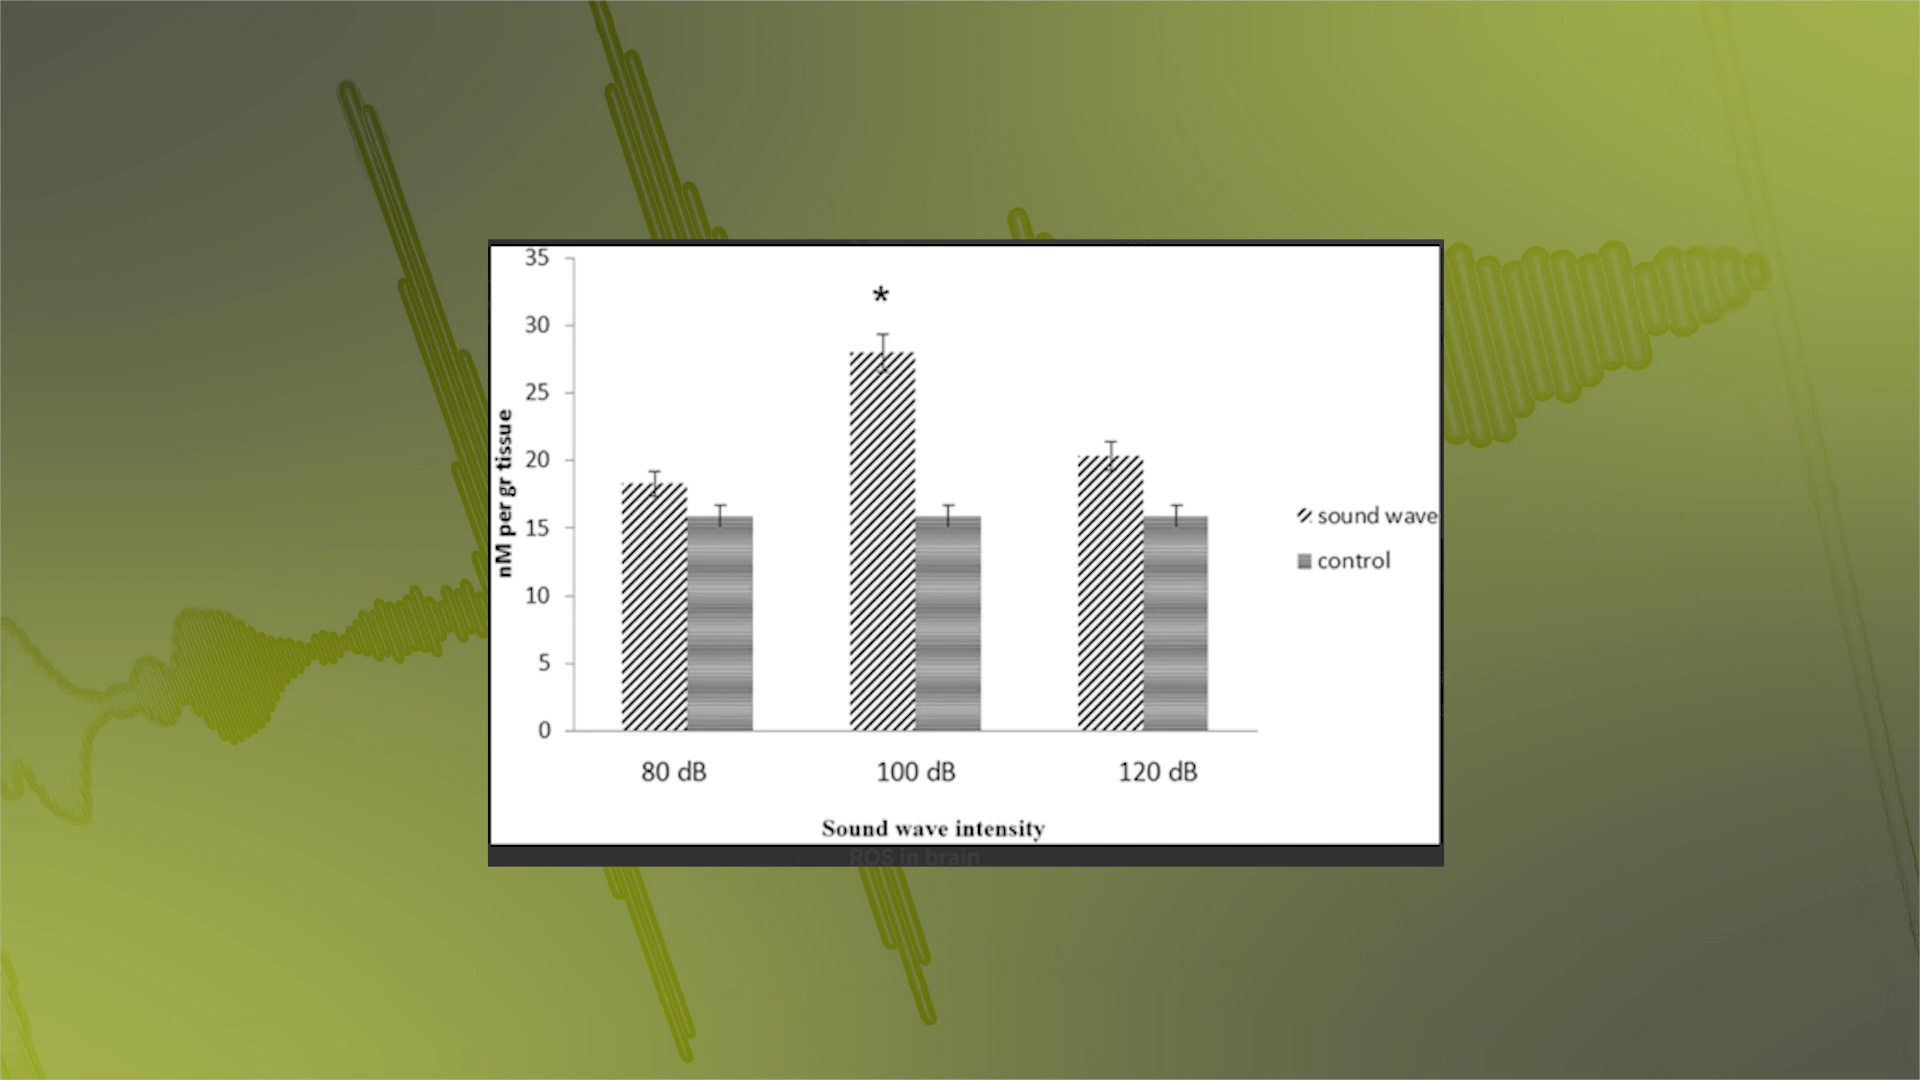 35
*
30
25
20
15
10
5
0
nM per gr tissue
sound wave
control
80 dB 100 dB 120 dB
Sound wave intensity
ROS in brain